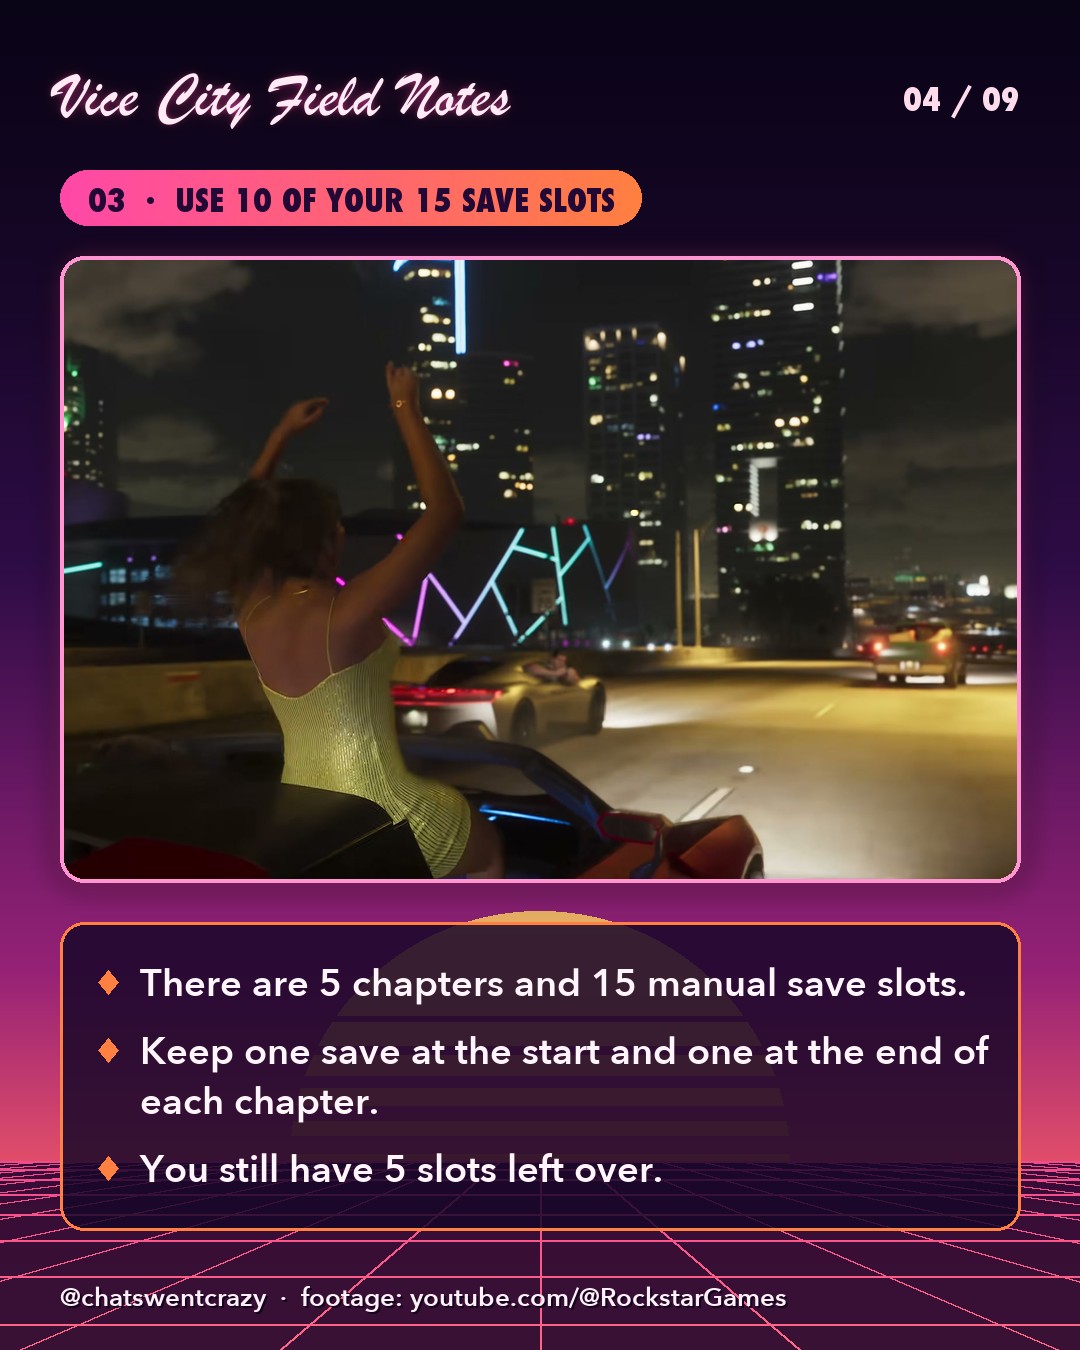 Vice City Field Notes
04 / 09
03 · USE 10 OF YOUR 15 SAVE SLOTS
There are 5 chapters and 15 manual save slots.
Keep one save at the start and one at the end of
each chapter.
You still have 5 slots left over.
@chatswentcrazy · footage: youtube.com/@RockstarGames